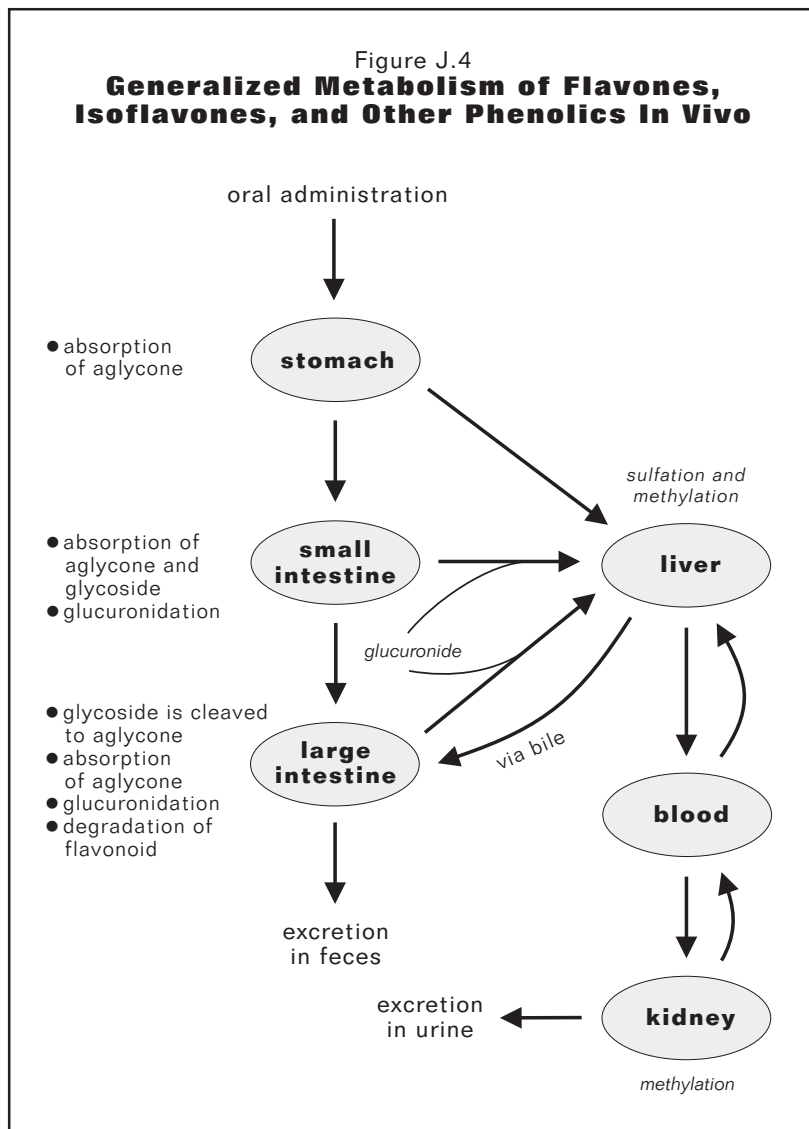 Figure J.4
Generalized Metabolism of Flavones,
Isoflavones, and Other Phenolics In Vivo
oral administration
● absorption
of aglycone
stomach
sulfation and
methylation
● absorption of
aglycone and
glycoside
● glucuronidation
small
intestine
liver
glucuronide
● glycoside is cleaved
to aglycone
● absorption
of aglycone
● glucuronidation
● degradation of
flavonoid
large
intestine
via bile
blood
excretion
in feces
excretion
in urine
kidney
methylation